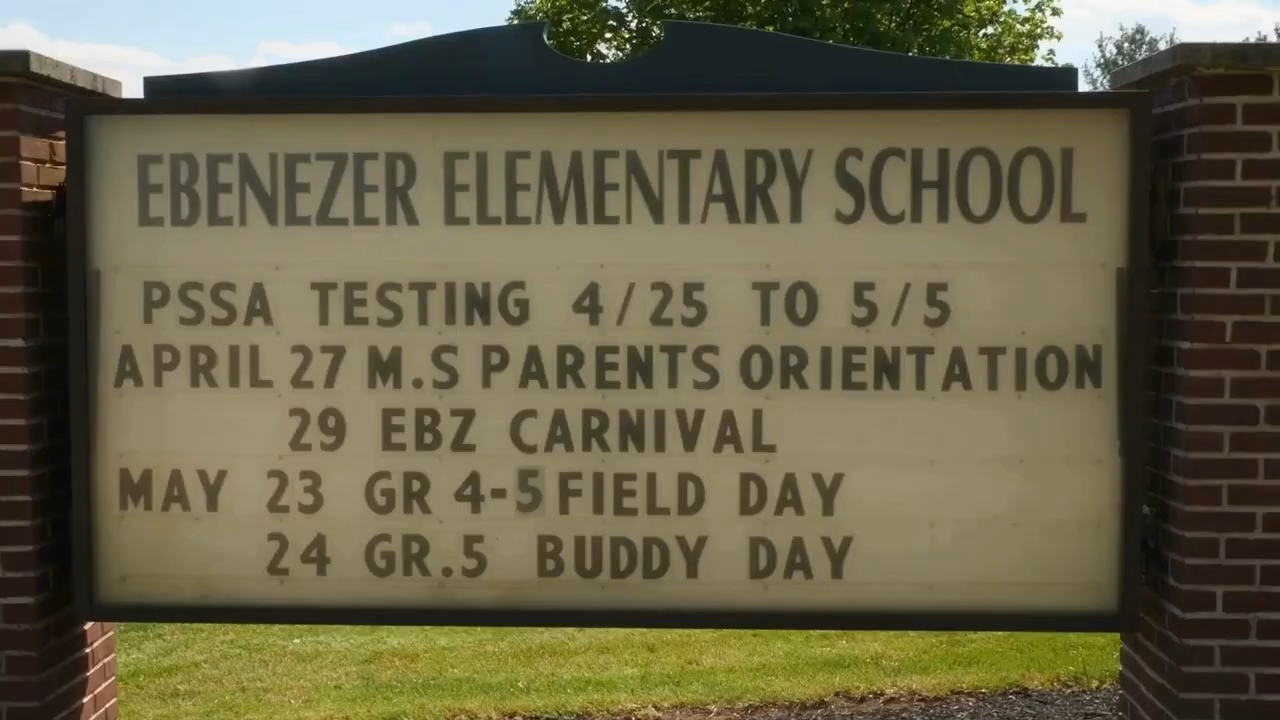 EBENEZER ELEMENTARY SCHOOL
PSSA TESTING 4/25 TO 5/5
APRIL 27 M.S PARENTS ORIENTATION
29 EBZ CARNIVAL
MAY 23 GR 4-5 FIELD DAY
24 GR.5 BUDDY DAY